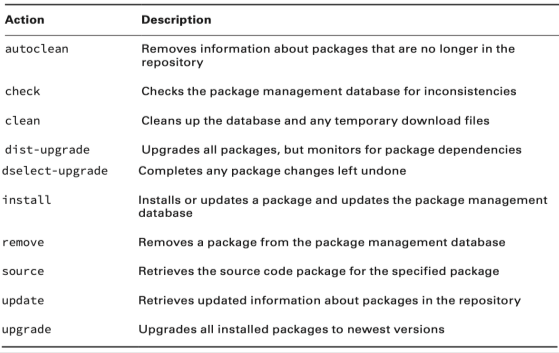 Action Description
autoclean Removes information about packages that are no longer in the
repository
check Checks the package management database for inconsistencies
clean Cleans up the database and any temporary download files
dist-upgrade Upgrades all packages, but monitors for package dependencies
dselect-upgrade Completes any package changes left undone
install Installs or updates a package and updates the package management
database
remove Removes a package from the package management database
source Retrieves the source code package for the specified package
update Retrieves updated information about packages in the repository
upgrade Upgrades all installed packages to newest versions